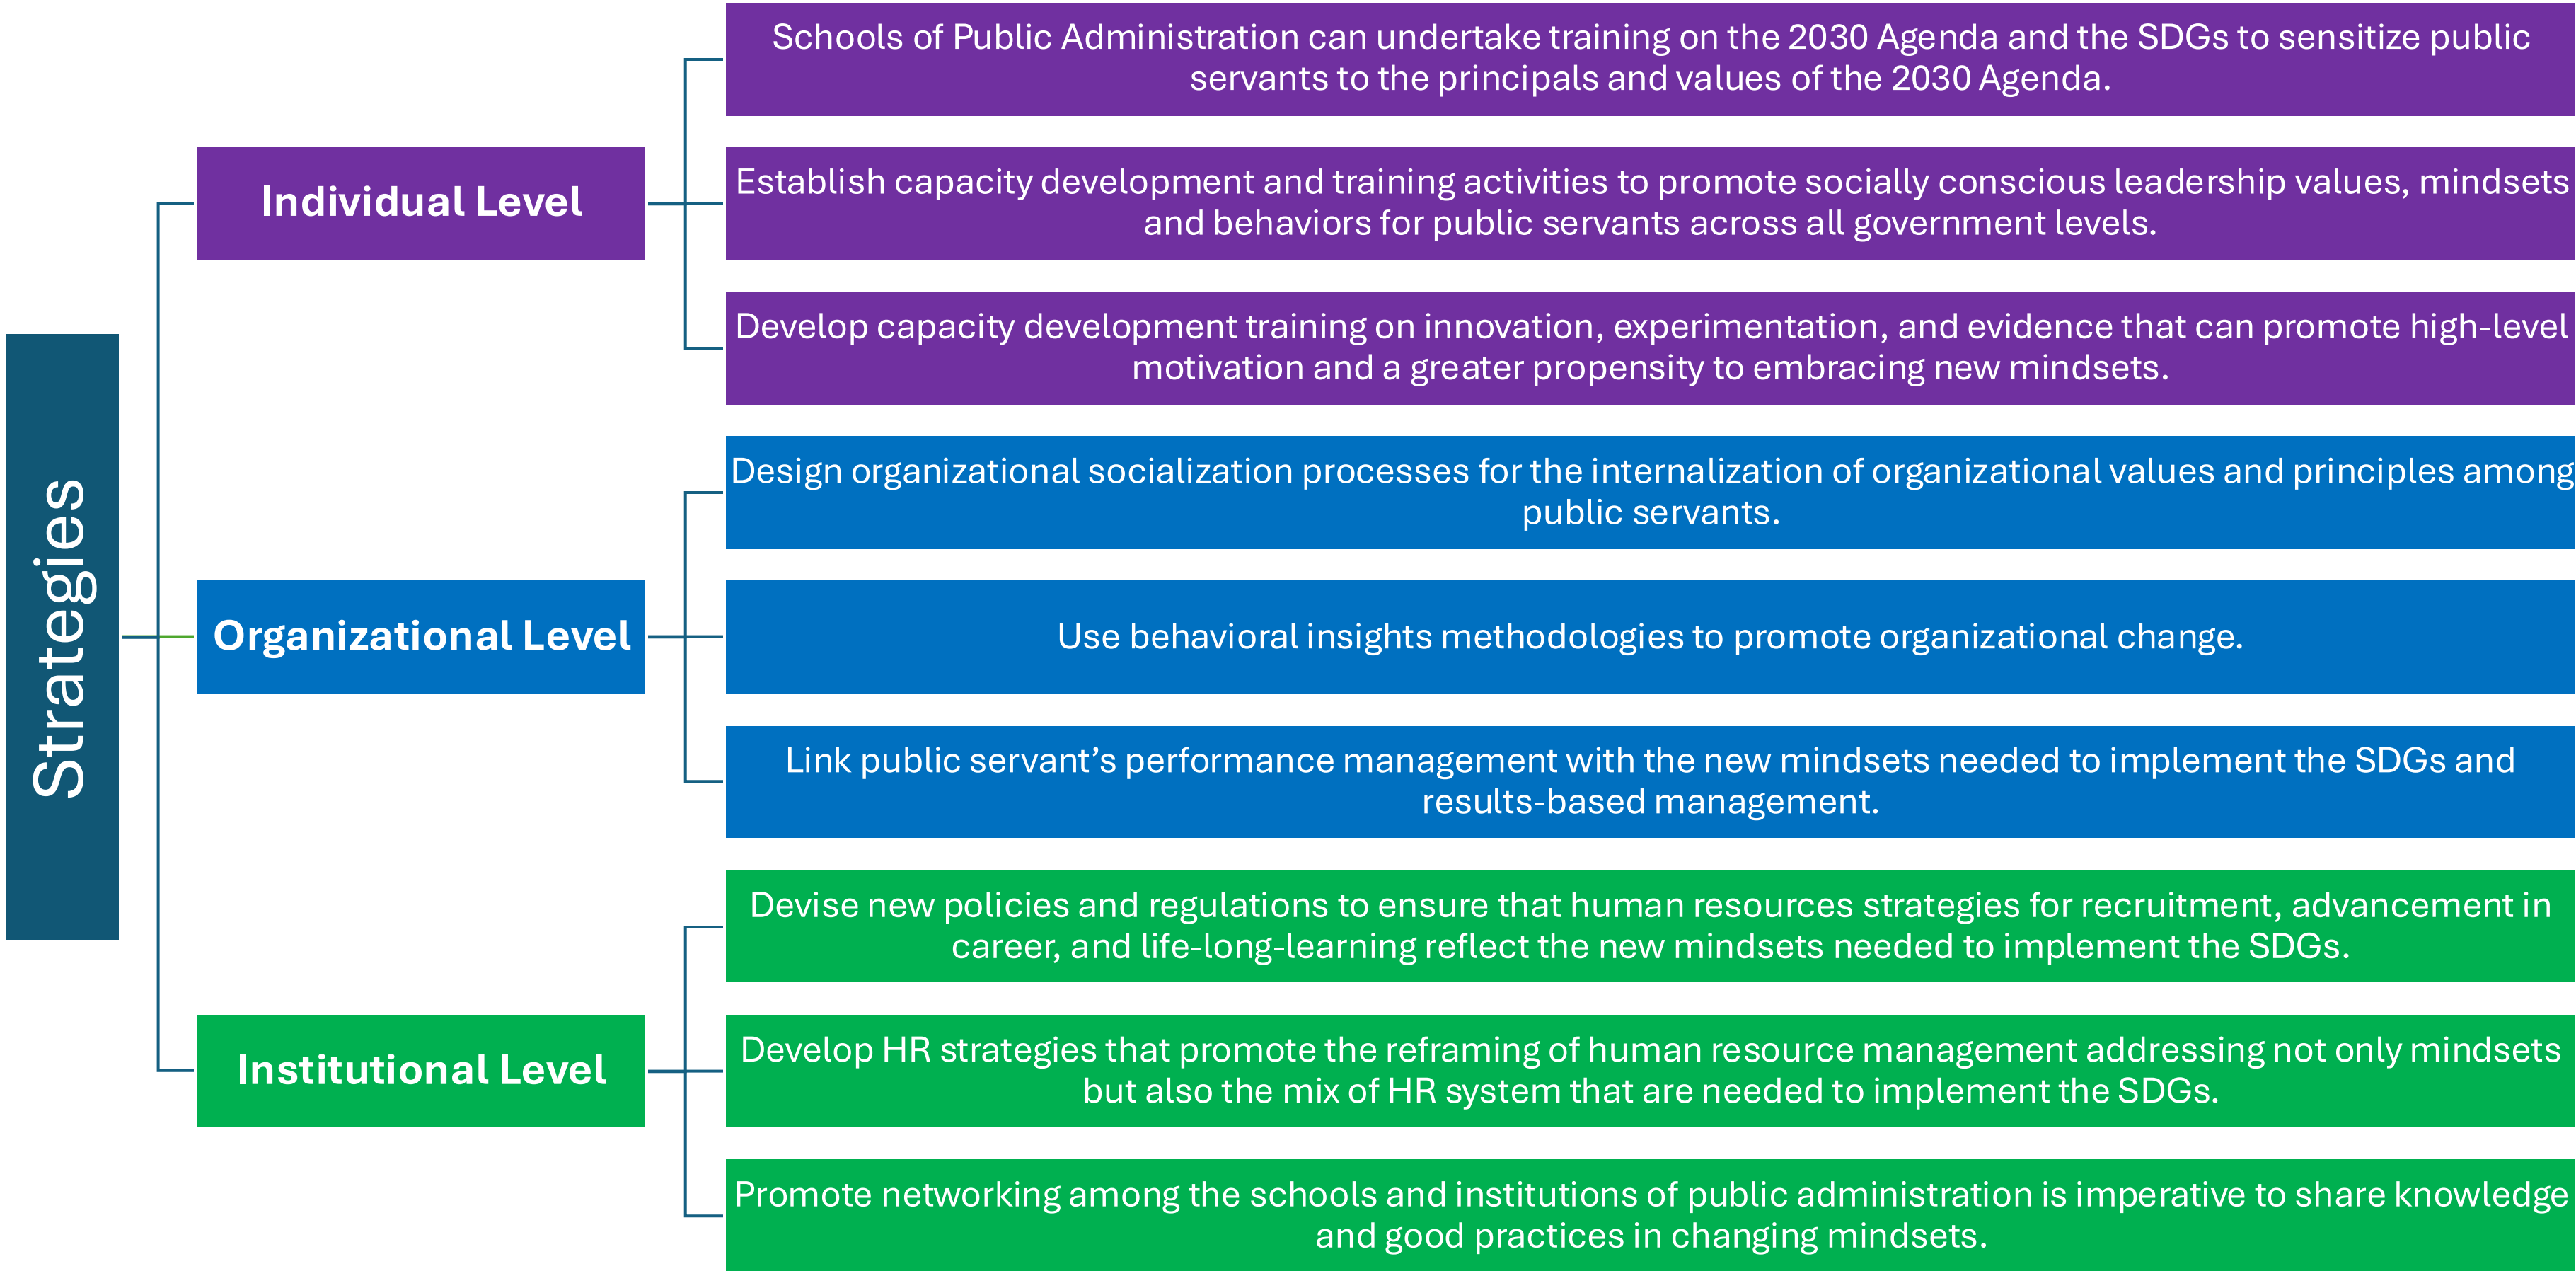 Strategies
Individual Level
Schools of Public Administration can undertake training on the 2030 Agenda and the SDGs to sensitize public
servants to the principals and values of the 2030 Agenda.
Establish capacity development and training activities to promote socially conscious leadership values, mindsets
and behaviors for public servants across all government levels.
Develop capacity development training on innovation, experimentation, and evidence that can promote high-level
motivation and a greater propensity to embracing new mindsets.
Organizational Level
Design organizational socialization processes for the internalization of organizational values and principles among
public servants.
Use behavioral insights methodologies to promote organizational change.
Link public servant’s performance management with the new mindsets needed to implement the SDGs and
results-based management.
Institutional Level
Devise new policies and regulations to ensure that human resources strategies for recruitment, advancement in
career, and life-long-learning reflect the new mindsets needed to implement the SDGs.
Develop HR strategies that promote the reframing of human resource management addressing not only mindsets
but also the mix of HR system that are needed to implement the SDGs.
Promote networking among the schools and institutions of public administration is imperative to share knowledge
and good practices in changing mindsets.